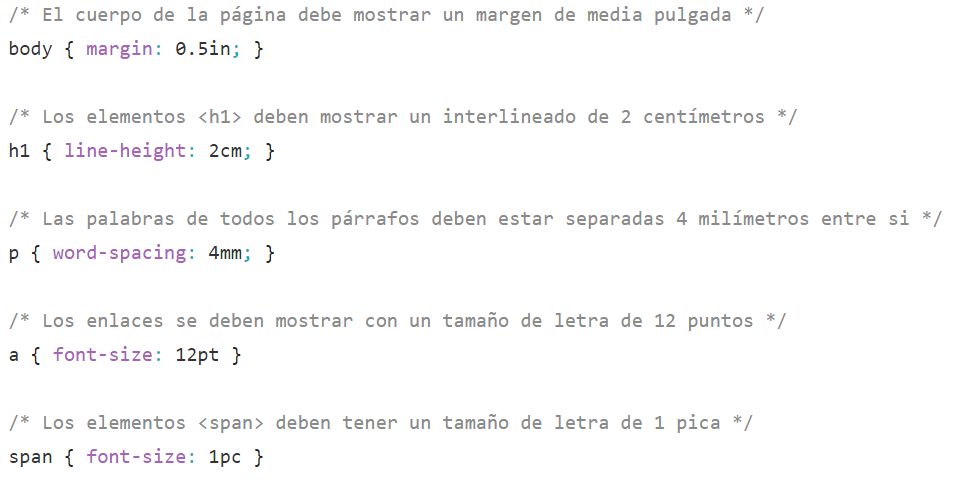 /* El cuerpo de la página debe mostrar un margen de media pulgada */
body { margin: 0.5in; }
/* Los elementos <h1> deben mostrar un interlineado de 2 centímetros */
h1 { line-height: 2cm; }
/* Las palabras de todos los párrafos deben estar separadas 4 milímetros entre si */
p { word-spacing: 4mm; }
/* Los enlaces se deben mostrar con un tamaño de letra de 12 puntos */
a { font-size: 12pt }
/* Los elementos <span> deben tener un tamaño de letra de 1 pica */
span { font-size: 1pc }